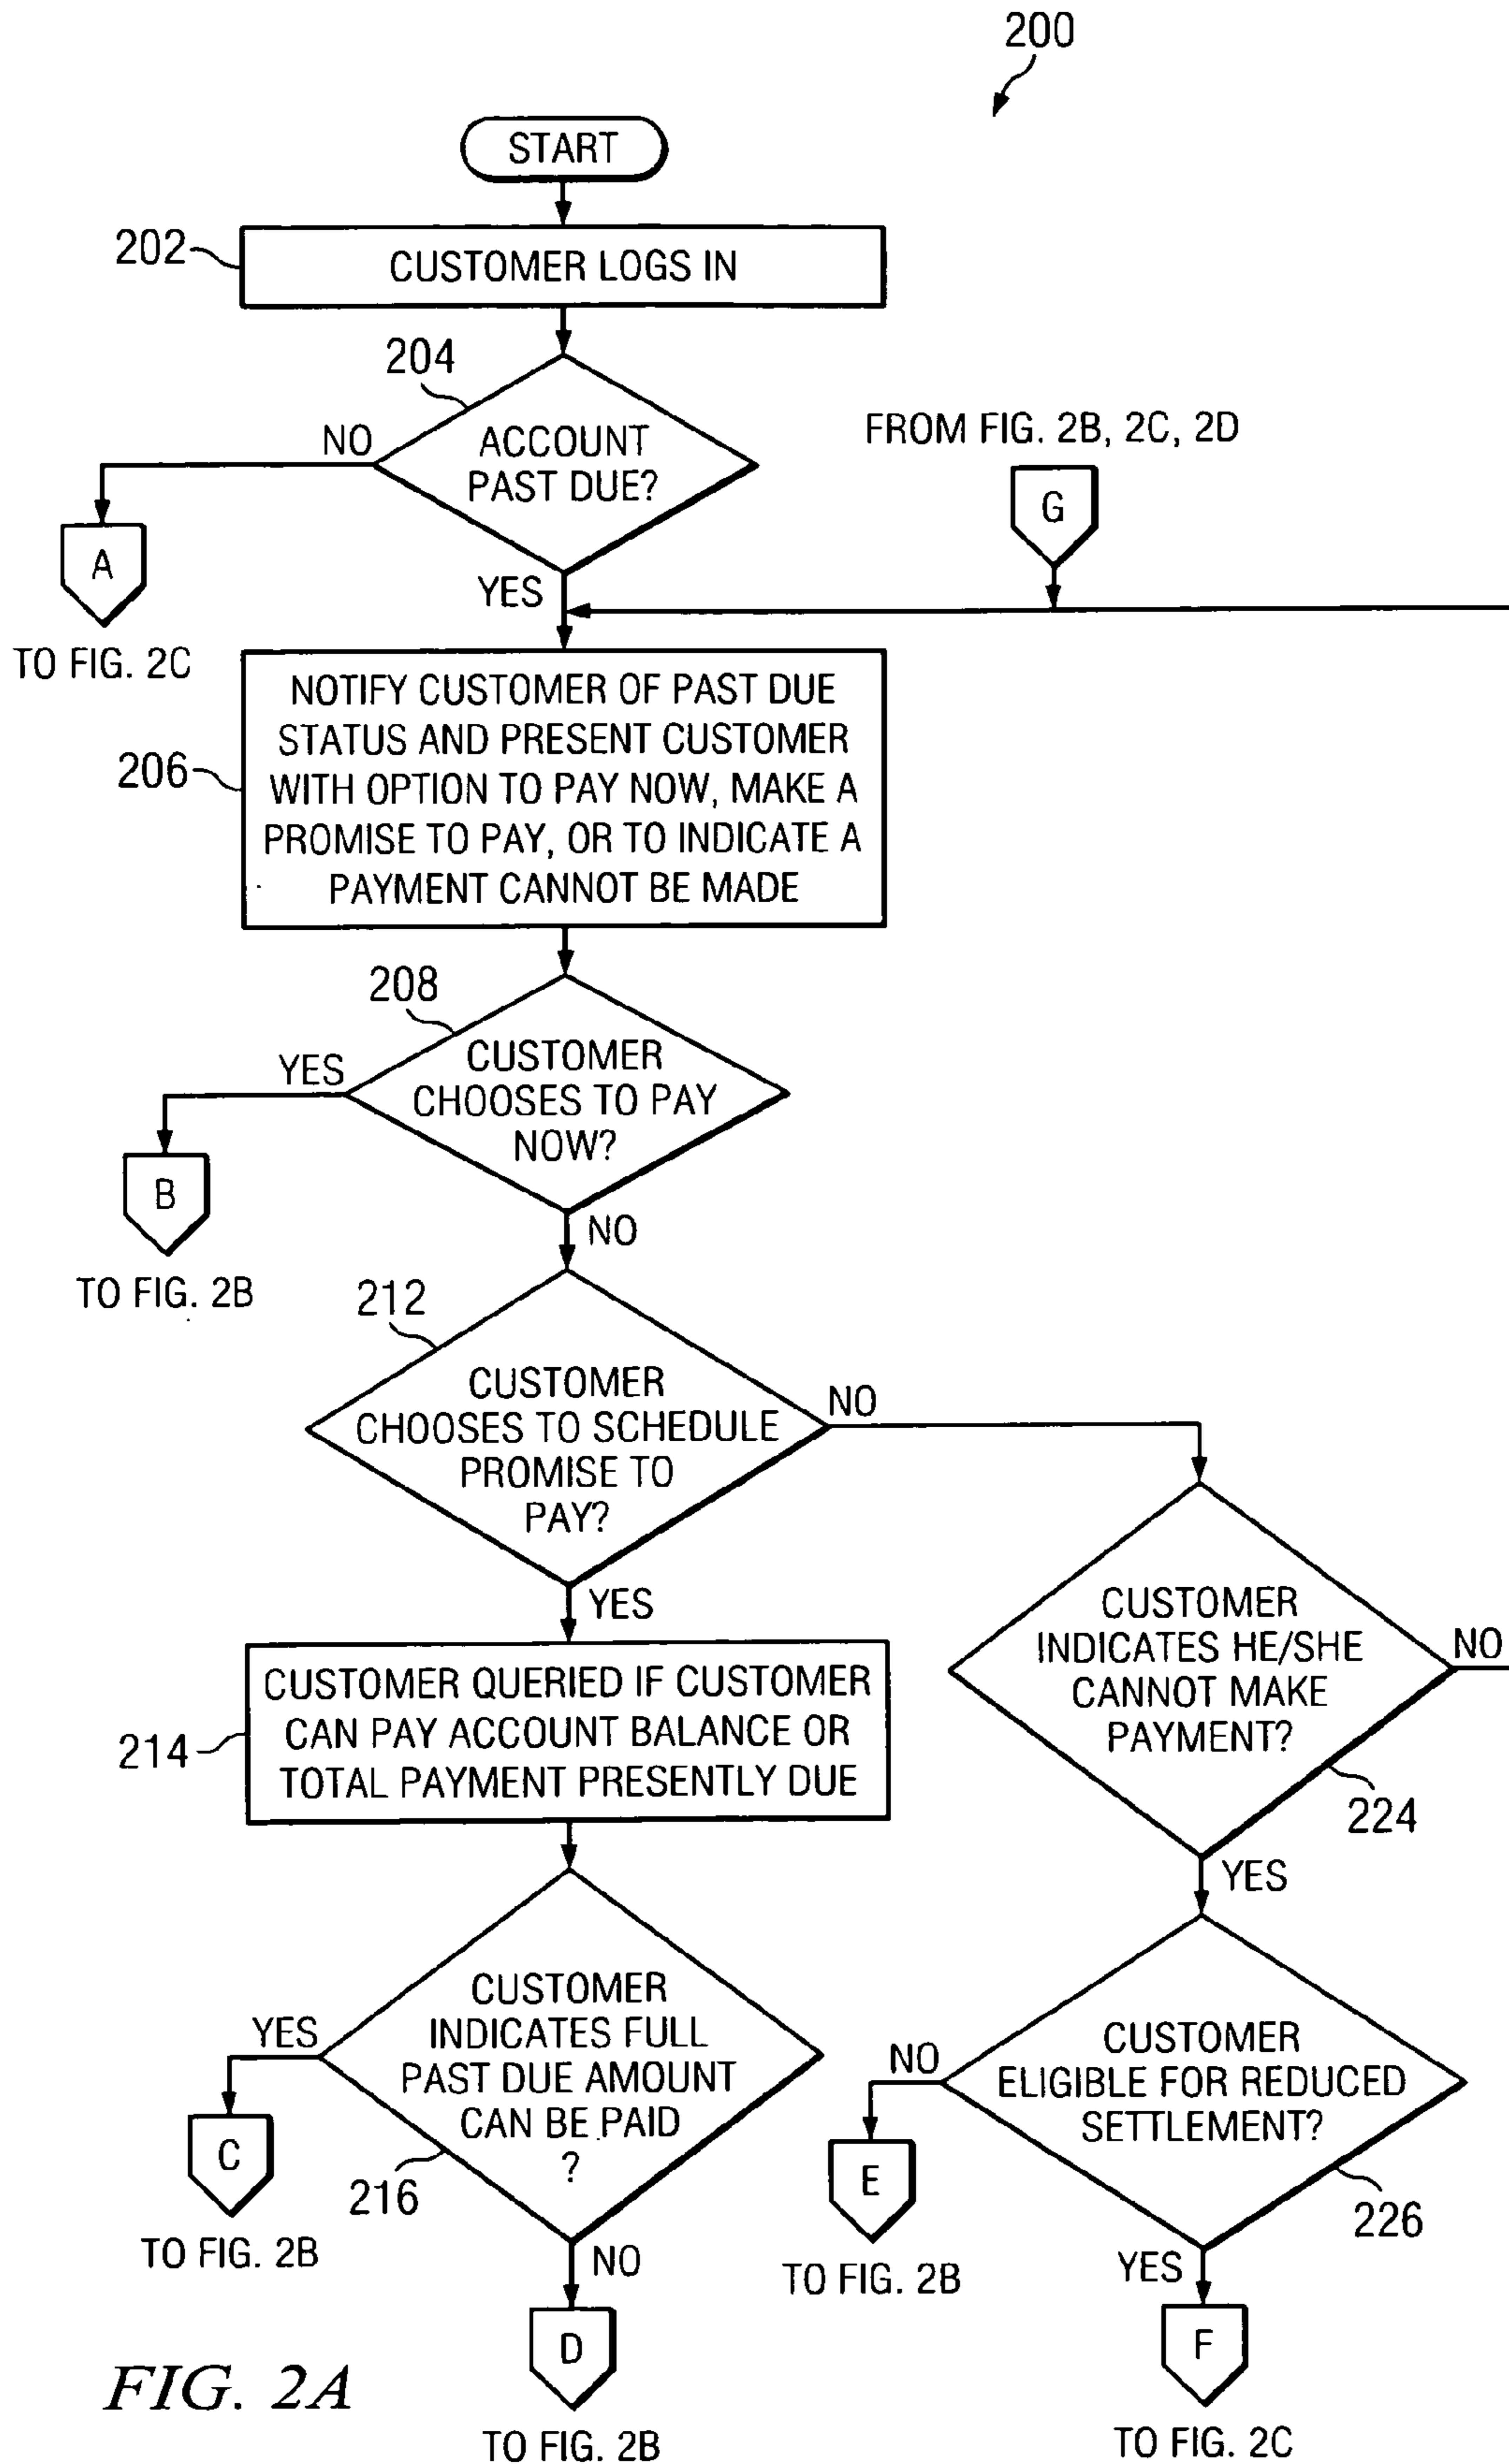 200
START
202
CUSTOMER LOGS IN
204
NO
ACCOUNT
PAST DUE?
YES
A
TO FIG. 2C
FROM FIG. 2B, 2C, 2D
G
206
NOTIFY CUSTOMER OF PAST DUE
STATUS AND PRESENT CUSTOMER
WITH OPTION TO PAY NOW, MAKE A
PROMISE TO PAY, OR TO INDICATE A
PAYMENT CANNOT BE MADE
208
YES
CUSTOMER
CHOOSES TO PAY
NOW?
B
TO FIG. 2B
NO
212
CUSTOMER
CHOOSES TO SCHEDULE
PROMISE TO
PAY?
NO
YES
214
CUSTOMER QUERIED IF CUSTOMER
CAN PAY ACCOUNT BALANCE OR
TOTAL PAYMENT PRESENTLY DUE
CUSTOMER
INDICATES HE/SHE
CANNOT MAKE
PAYMENT?
NO
224
YES
CUSTOMER
INDICATES FULL
PAST DUE AMOUNT
CAN BE PAID
?
YES
216
C
TO FIG. 2B
NO
D
TO FIG. 2B
CUSTOMER
ELIGIBLE FOR REDUCED
SETTLEMENT?
NO
226
E
TO FIG. 2B
YES
F
TO FIG. 2C
FIG. 2A